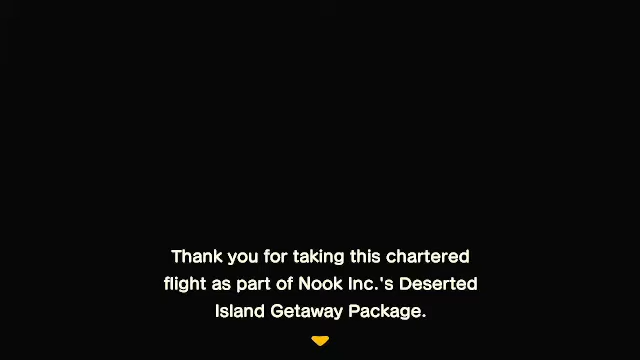 Thank you for taking this chartered
flight as part of Nook Inc.'s Deserted
Island Getaway Package.